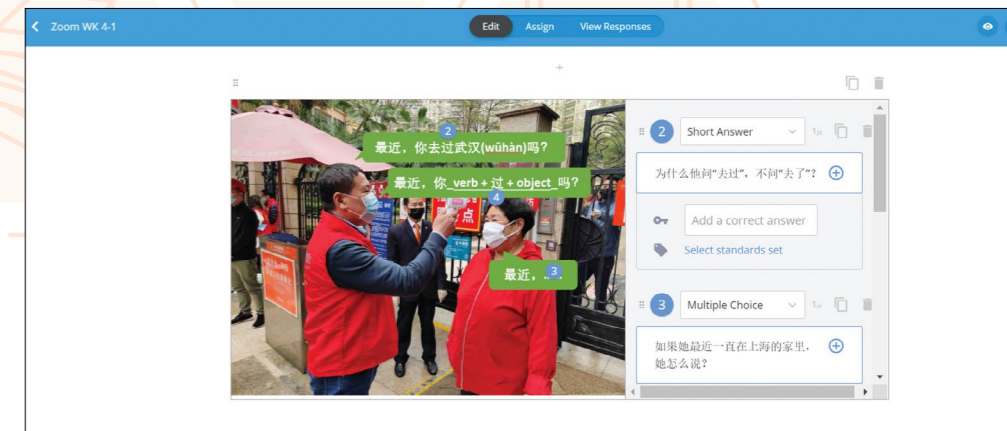 Zoom WK 4-1
Edit Assign View Responses
最近，你去过武汉(wǔhàn)吗?
2
最近，你_verb + 过 + object_吗?
4
点
最近，...
3
2 Short Answer 1pt
为什么他问“去过”，不问“去了”?
Add a correct answer
Select standards set
3 Multiple Choice 1pt
如果她最近一直在上海的家里，
她怎么说?